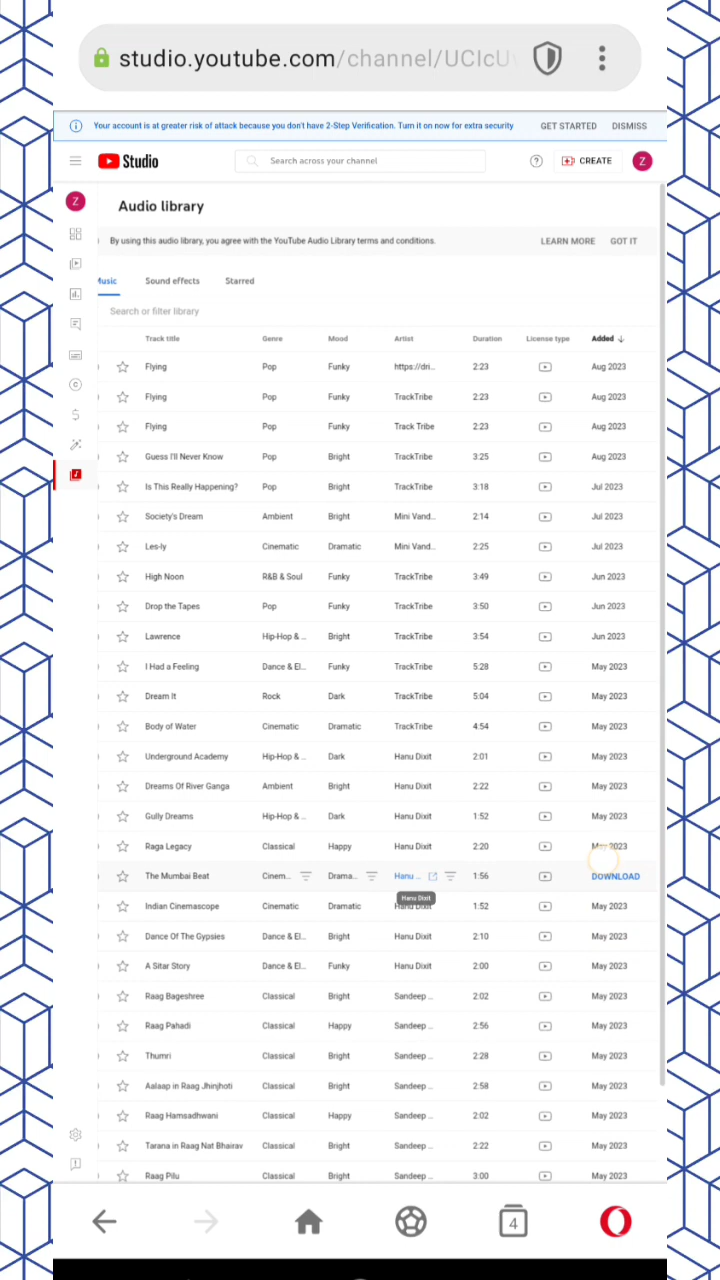 studio.youtube.com/channel/UCIcU
Your account is at greater risk of attack because you don't have 2-Step Verification. Turn it on now for extra security GET STARTED DISMISS
Studio Search across your channel CREATE Z
Z Audio library
By using this audio library, you agree with the YouTube Audio Library terms and conditions. LEARN MORE GOT IT
Music Sound effects Starred
Search or filter library
Track title Genre Mood Artist Duration License type Added ↓
Flying Pop Funky https://dri... 2:23 Aug 2023
Flying Pop Funky TrackTribe 2:23 Aug 2023
Flying Pop Funky Track Tribe 2:23 Aug 2023
Guess I'll Never Know Pop Bright TrackTribe 3:25 Aug 2023
Is This Really Happening? Pop Bright TrackTribe 3:18 Jul 2023
Society's Dream Ambient Bright Mini Vand... 2:14 Jul 2023
Les-ly Cinematic Dramatic Mini Vand... 2:25 Jul 2023
High Noon R&B & Soul Funky TrackTribe 3:49 Jun 2023
Drop the Tapes Pop Funky TrackTribe 3:50 Jun 2023
Lawrence Hip-Hop & ... Bright TrackTribe 3:54 Jun 2023
I Had a Feeling Dance & El... Funky TrackTribe 5:28 May 2023
Dream It Rock Dark TrackTribe 5:04 May 2023
Body of Water Cinematic Dramatic TrackTribe 4:54 May 2023
Underground Academy Hip-Hop & ... Dark Hanu Dixit 2:01 May 2023
Dreams Of River Ganga Ambient Bright Hanu Dixit 2:22 May 2023
Gully Dreams Hip-Hop & ... Dark Hanu Dixit 1:52 May 2023
Raga Legacy Classical Happy Hanu Dixit 2:20 May 2023
The Mumbai Beat Cinem... Drama... Hanu ... 1:56 DOWNLOAD
Hanu Dixit
Indian Cinemascope Cinematic Dramatic Hanu Dixit 1:52 May 2023
Dance Of The Gypsies Dance & El... Bright Hanu Dixit 2:10 May 2023
A Sitar Story Dance & El... Funky Hanu Dixit 2:00 May 2023
Raag Bageshree Classical Bright Sandeep ... 2:02 May 2023
Raag Pahadi Classical Happy Sandeep ... 2:56 May 2023
Thumri Classical Bright Sandeep ... 2:28 May 2023
Aalaap in Raag Jhinjhoti Classical Bright Sandeep ... 2:58 May 2023
Raag Hamsadhwani Classical Happy Sandeep ... 2:02 May 2023
Tarana in Raag Nat Bhairav Classical Bright Sandeep ... 2:22 May 2023
Raag Pilu Classical Bright Sandeep ... 3:00 May 2023
4